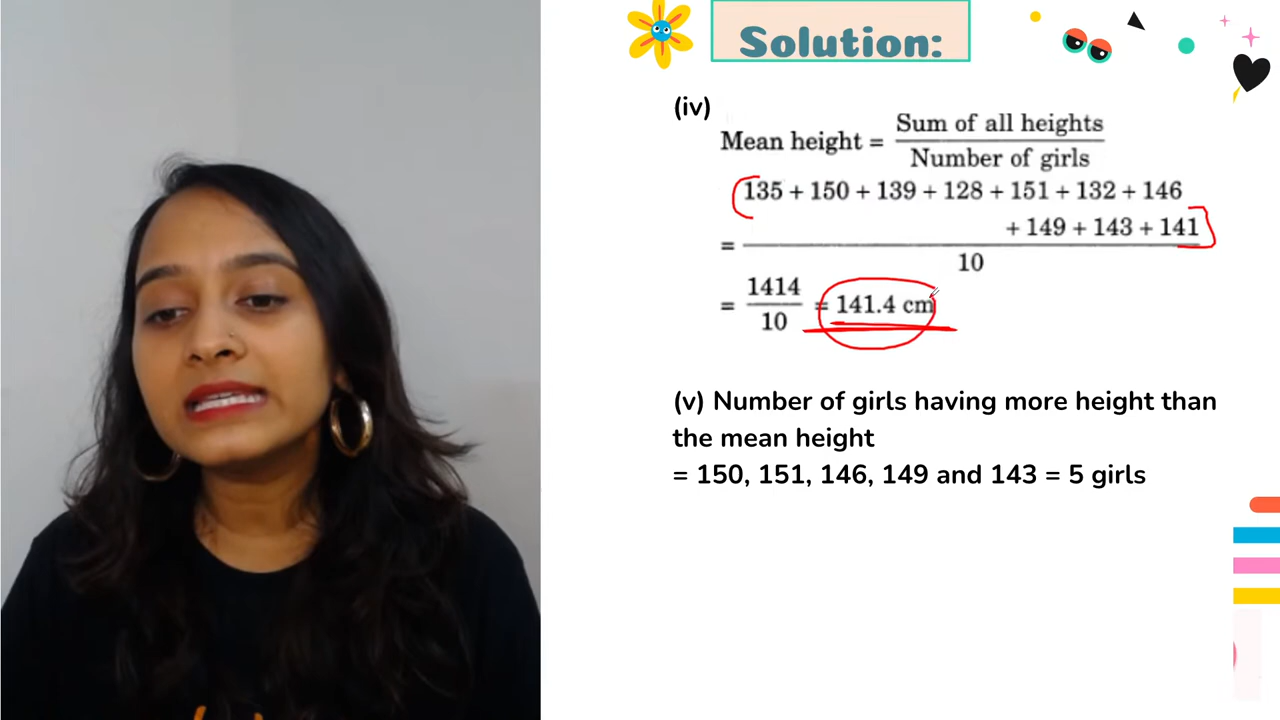 Solution:
(iv)
Mean height = Sum of all heights / Number of girls
135 + 150 + 139 + 128 + 151 + 132 + 146
+ 149 + 143 + 141
=
10
= 1414 / 10 = 141.4 cm
(v) Number of girls having more height than
the mean height
= 150, 151, 146, 149 and 143 = 5 girls